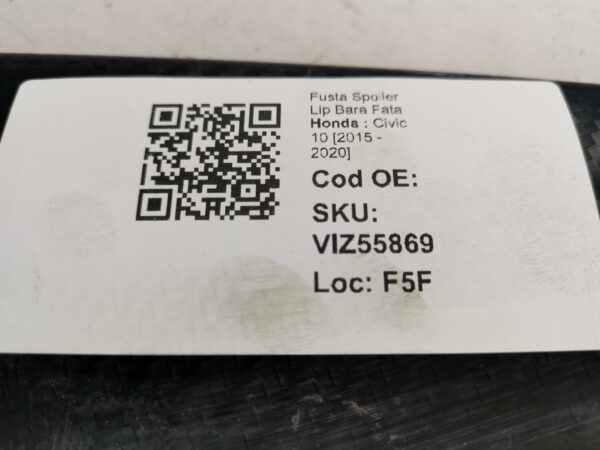 Fusta Spoiler
Lip Bara Fata
Honda : Civic
10 [2015 -
2020]
Cod OE:
SKU:
VIZ55869
Loc: F5F